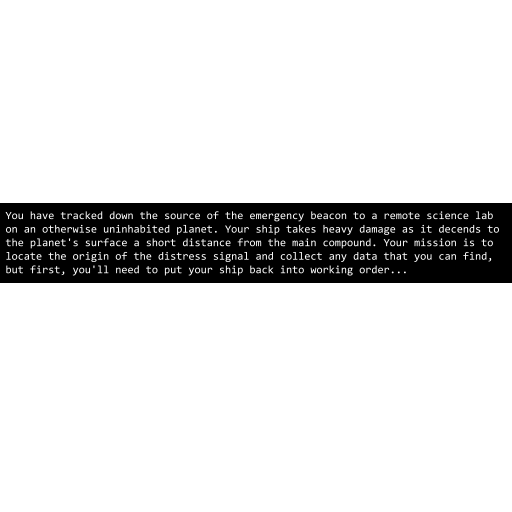 You have tracked down the source of the emergency beacon to a remote science lab
on an otherwise uninhabited planet. Your ship takes heavy damage as it decends to
the planet's surface a short distance from the main compound. Your mission is to
locate the origin of the distress signal and collect any data that you can find,
but first, you'll need to put your ship back into working order...